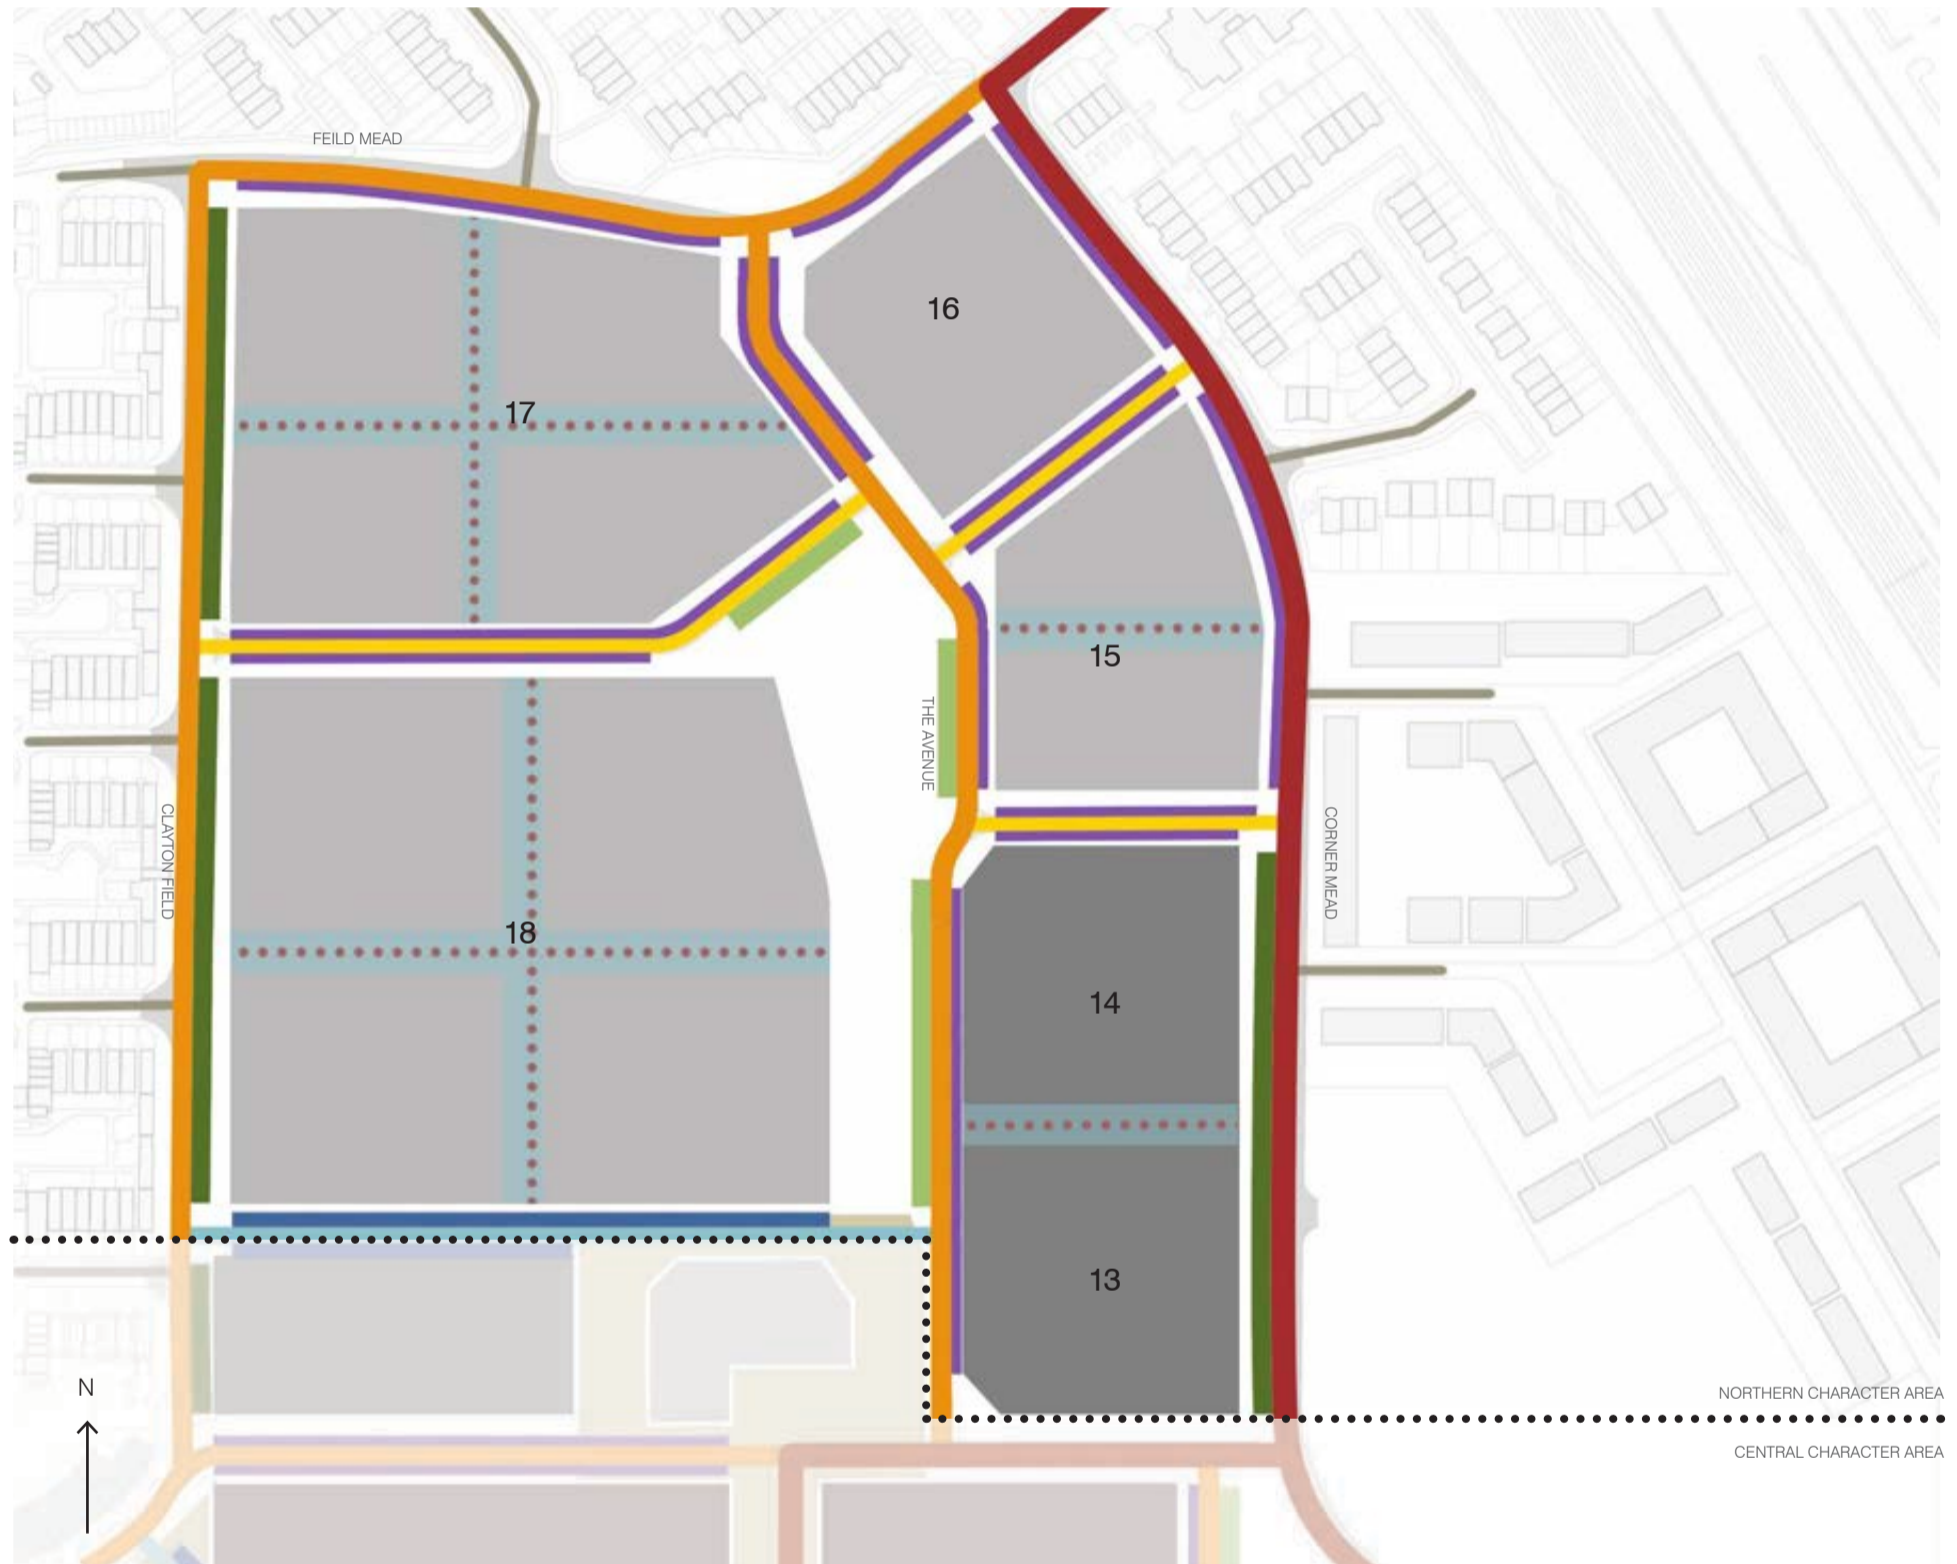 FEILD MEAD
16
17
15
THE AVENUE
CLAYTON FIELD
CORNER MEAD
18
14
13
N
NORTHERN CHARACTER AREA
CENTRAL CHARACTER AREA